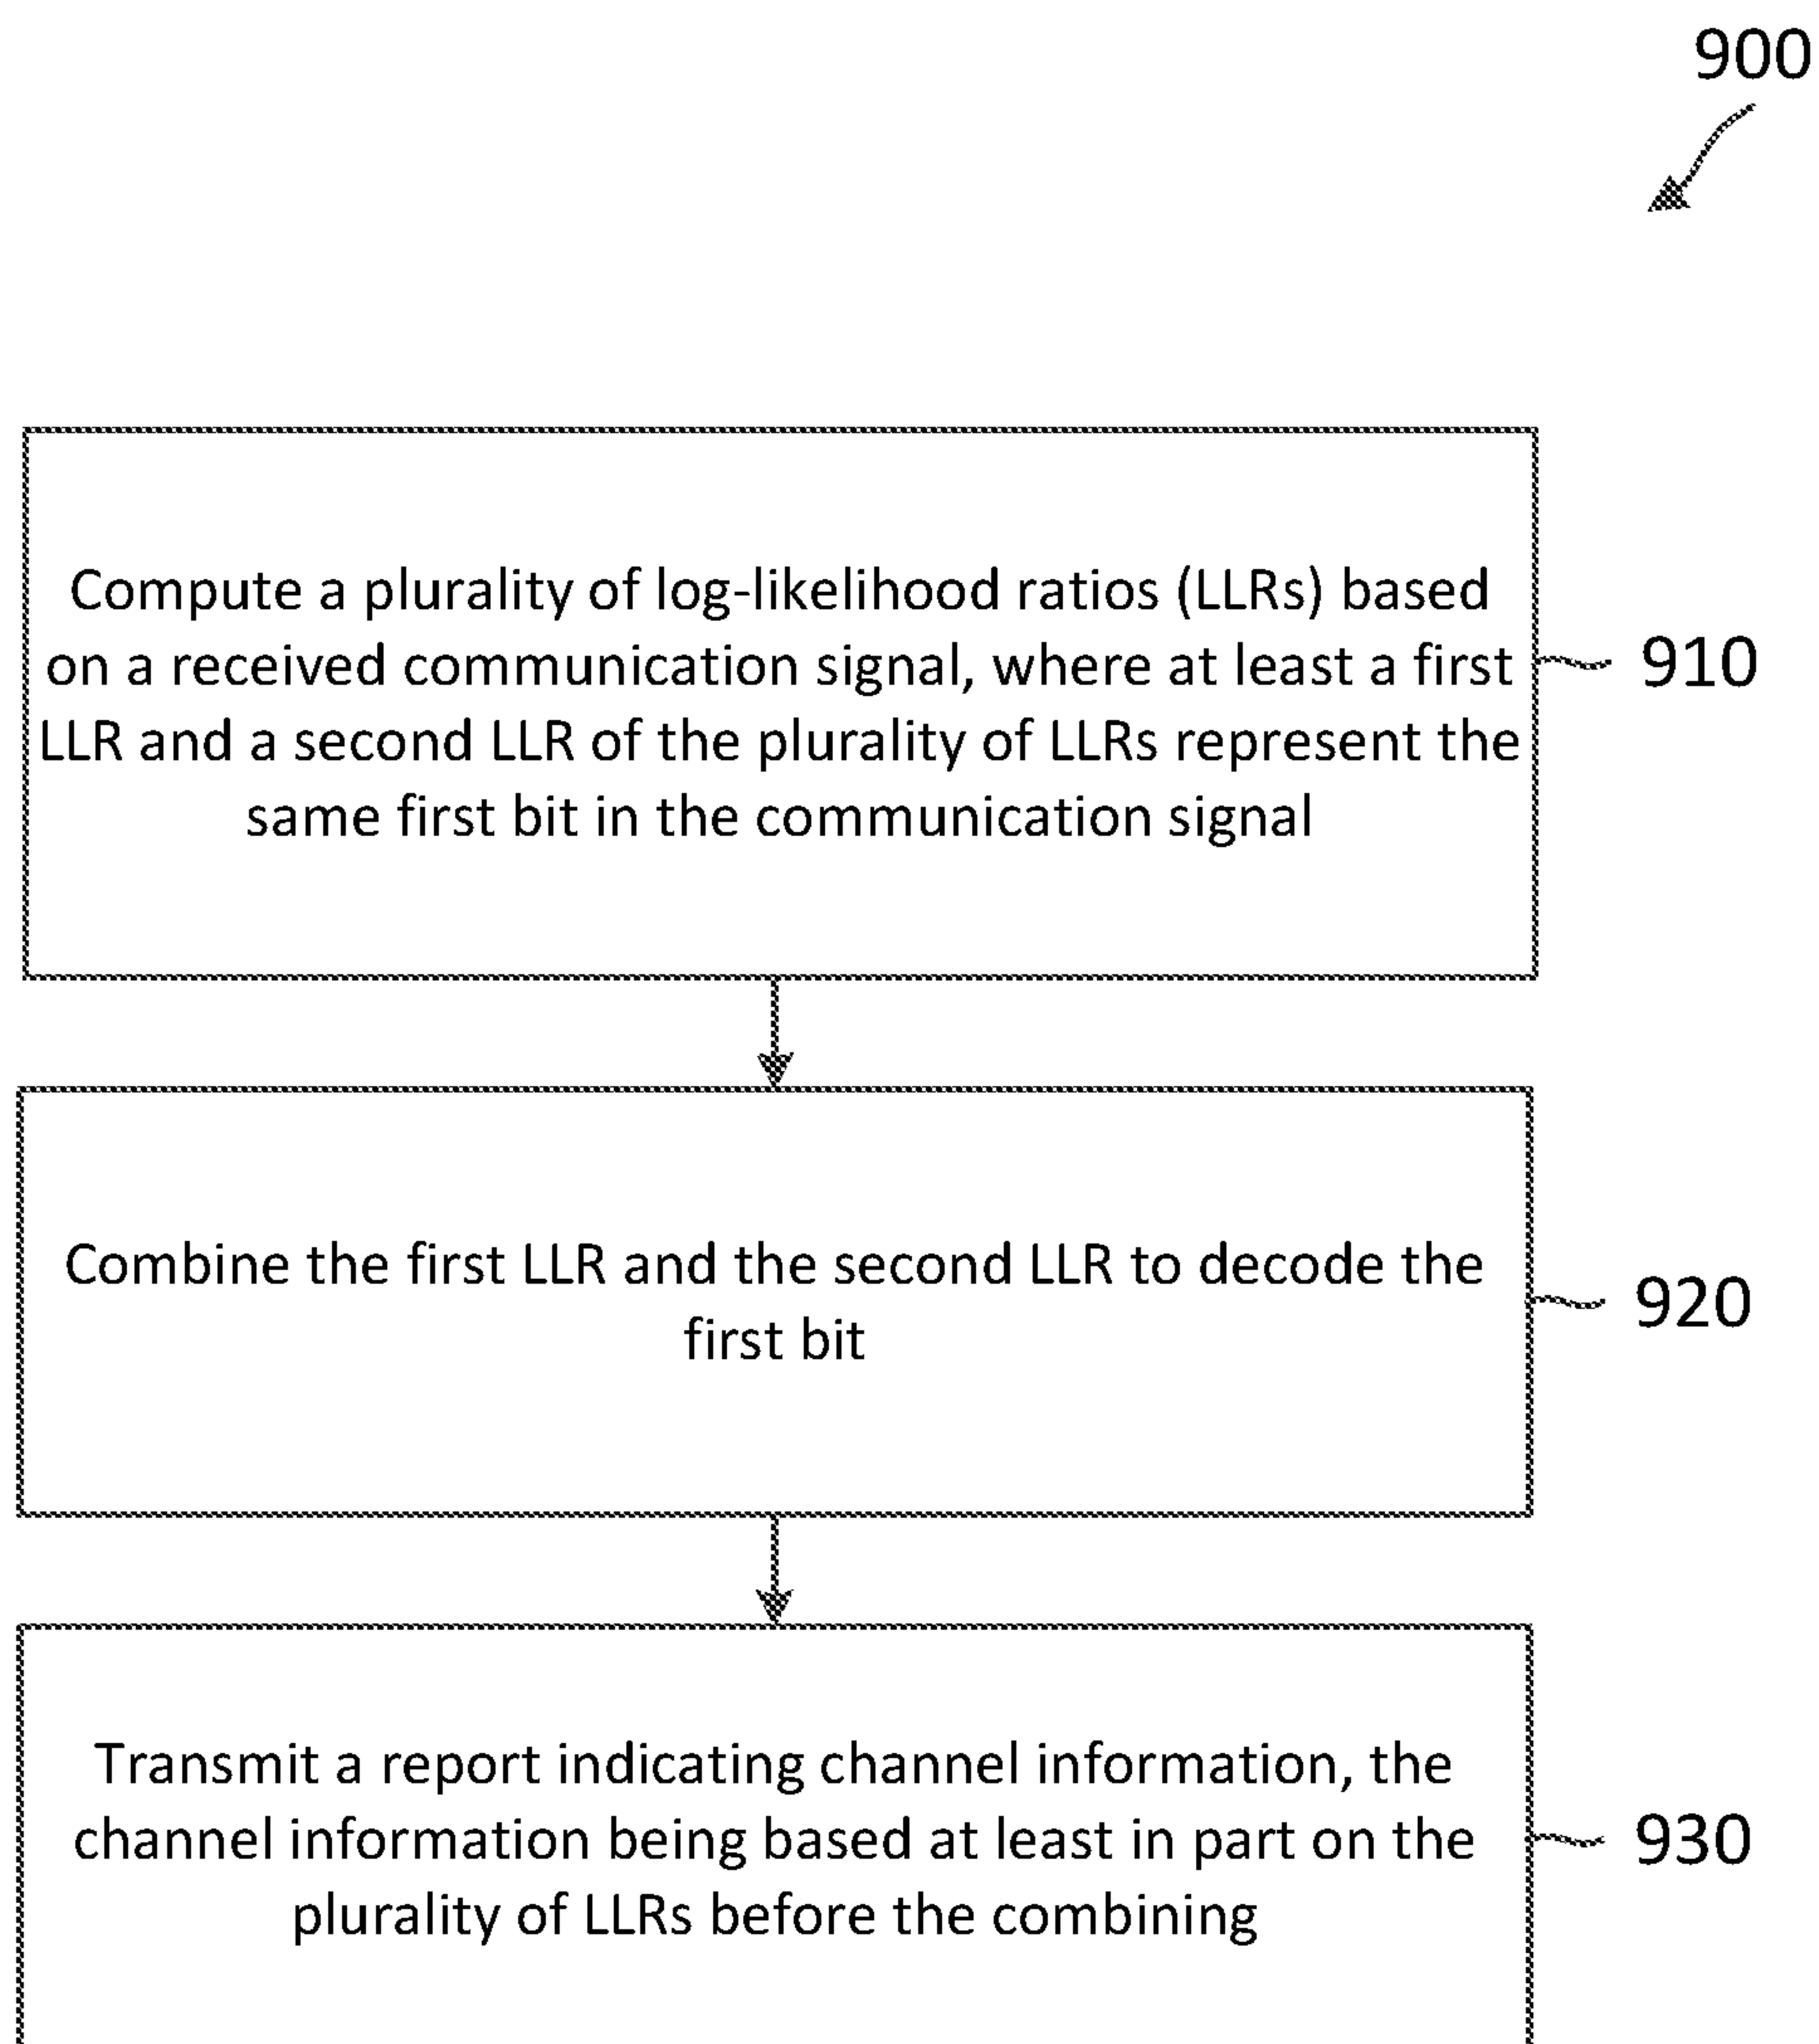 900
Compute a plurality of log-likelihood ratios (LLRs) based
on a received communication signal, where at least a first
LLR and a second LLR of the plurality of LLRs represent the
same first bit in the communication signal
910
Combine the first LLR and the second LLR to decode the
first bit
920
Transmit a report indicating channel information, the
channel information being based at least in part on the
plurality of LLRs before the combining
930